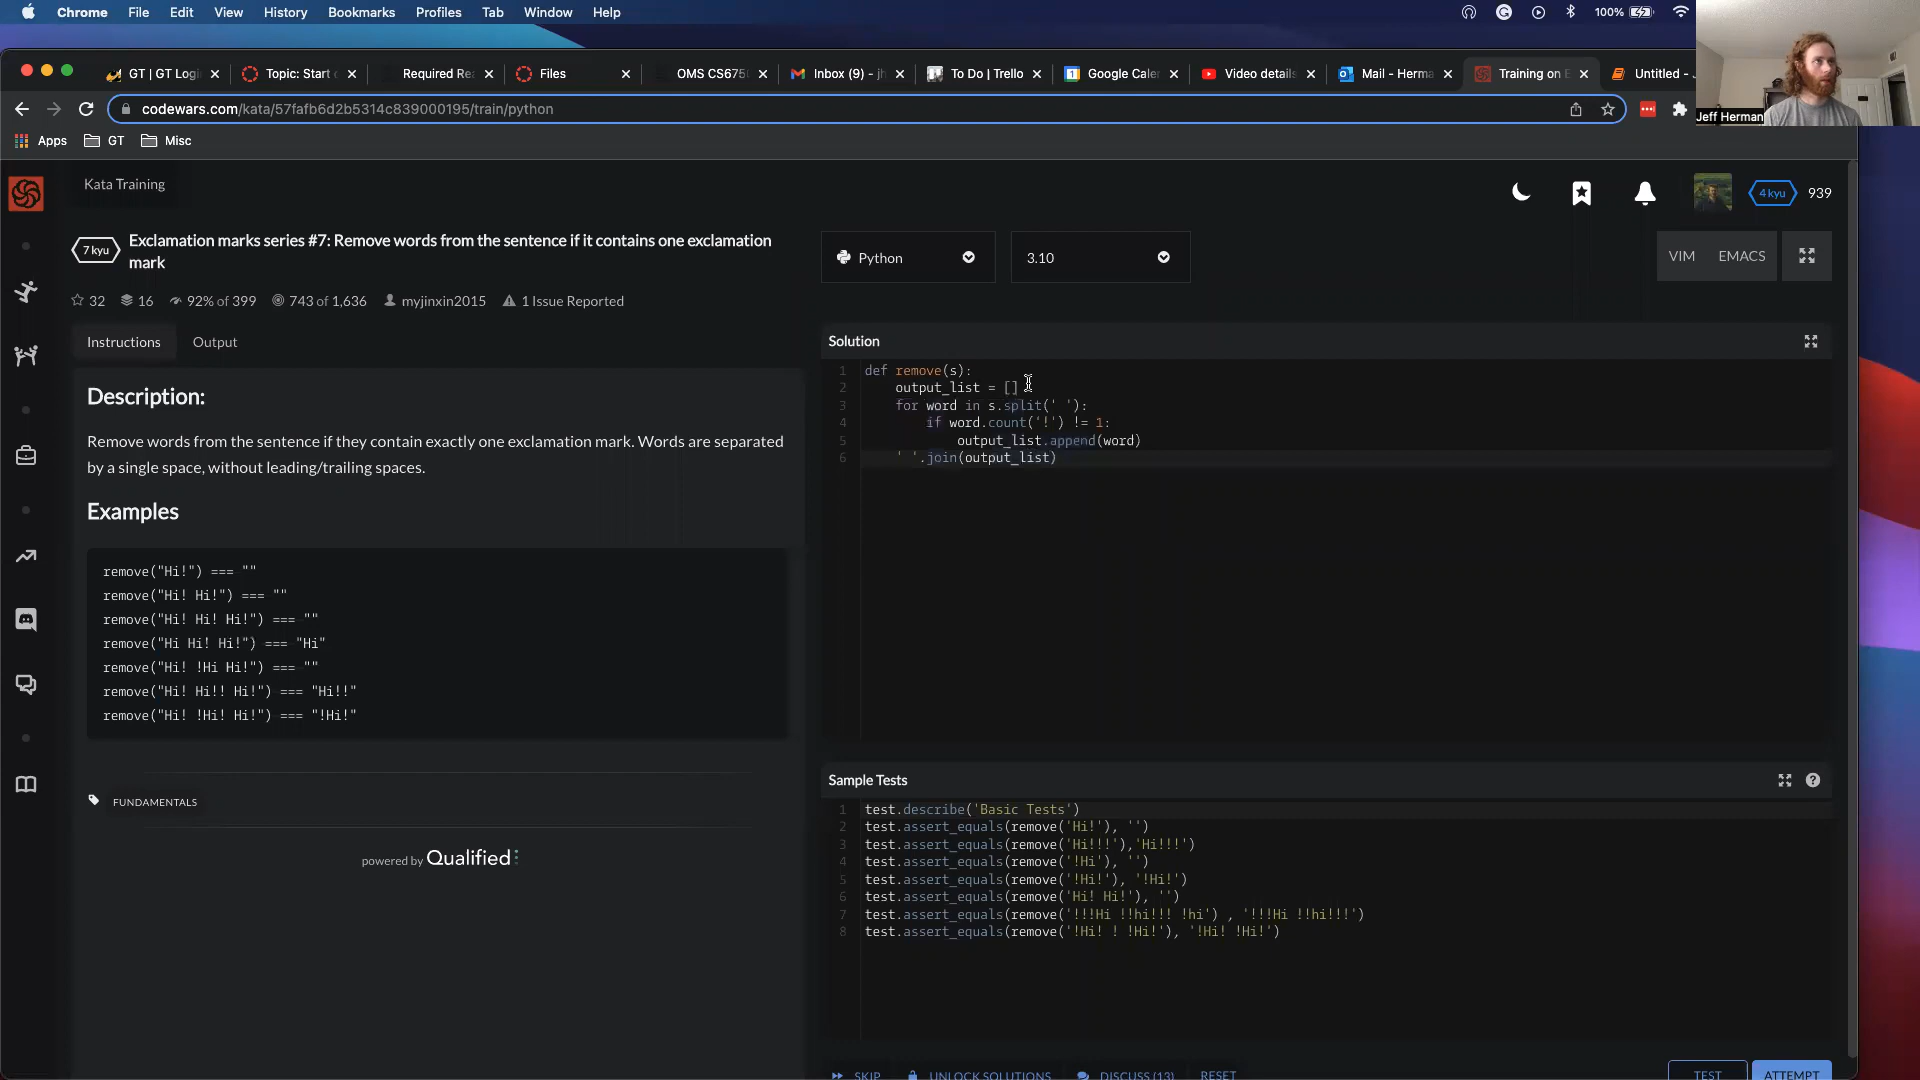 Chrome File Edit View History Bookmarks Profiles Tab Window Help 100%
GT | GT Logi Topic: Start Required Re Files OMS CS675 Inbox (9) - jh To Do | Trello Google Cale Video details Mail - Herma Training on E Untitled -
codewars.com/kata/57fafb6d2b5314c839000195/train/python
Jeff Herman
Apps GT Misc
Kata Training
4 kyu 939
7 kyu
Exclamation marks series #7: Remove words from the sentence if it contains one exclamation
mark
32 16 92% of 399 743 of 1,636 myjinxin2015 1 Issue Reported
Python 3.10 VIM EMACS
Instructions Output
Description:
Remove words from the sentence if they contain exactly one exclamation mark. Words are separated
by a single space, without leading/trailing spaces.
Examples
remove("Hi!") === ""
remove("Hi! Hi!") === ""
remove("Hi! Hi! Hi!") === ""
remove("Hi Hi! Hi!") === "Hi"
remove("Hi! !Hi Hi!") === ""
remove("Hi! Hi!! Hi!") === "Hi!!"
remove("Hi! !Hi! Hi!") === "!Hi!"
FUNDAMENTALS
powered by Qualified
Solution
1 def remove(s):
2 output_list = []
3 for word in s.split(' '):
4 if word.count('!') != 1:
5 output_list.append(word)
6 ' '.join(output_list)
Sample Tests
1 test.describe('Basic Tests')
2 test.assert_equals(remove('Hi!'), '')
3 test.assert_equals(remove('Hi!!!'),'Hi!!!')
4 test.assert_equals(remove('!Hi'), '')
5 test.assert_equals(remove('!Hi!'), '!Hi!')
6 test.assert_equals(remove('Hi! Hi!'), '')
7 test.assert_equals(remove('!!!Hi !!hi!!! !hi') , '!!!Hi !!hi!!!')
8 test.assert_equals(remove('!Hi! ! !Hi!'), '!Hi! !Hi!')
SKIP UNLOCK SOLUTIONS DISCUSS (13) RESET TEST ATTEMPT